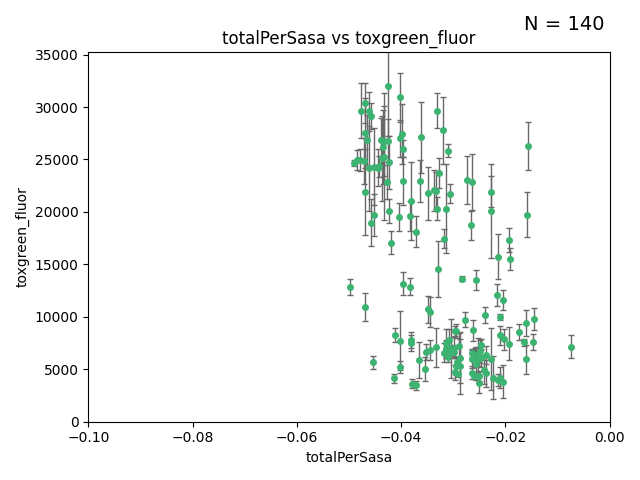 N = 140
totalPerSasa vs toxgreen_fluor
toxgreen_fluor
35000
30000
25000
20000
15000
10000
5000
0
−0.10 −0.08 −0.06 −0.04 −0.02 0.00
totalPerSasa